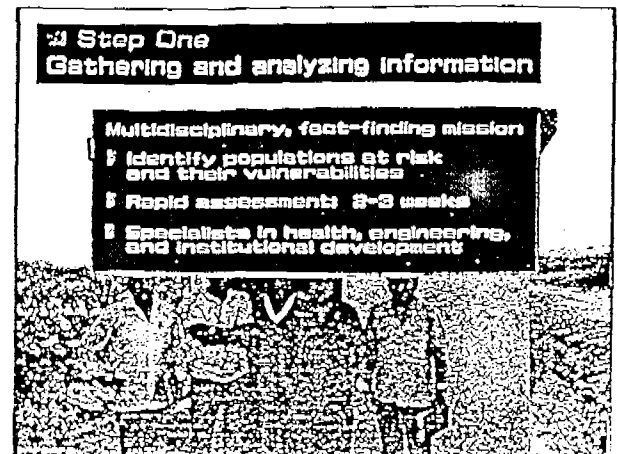 Step One
Gathering and analyzing information
Multidisciplinary, fact-finding mission
Identify populations at risk
and their vulnerabilities
Rapid assessment: 2-3 weeks
Specialists in health, engineering,
and institutional development